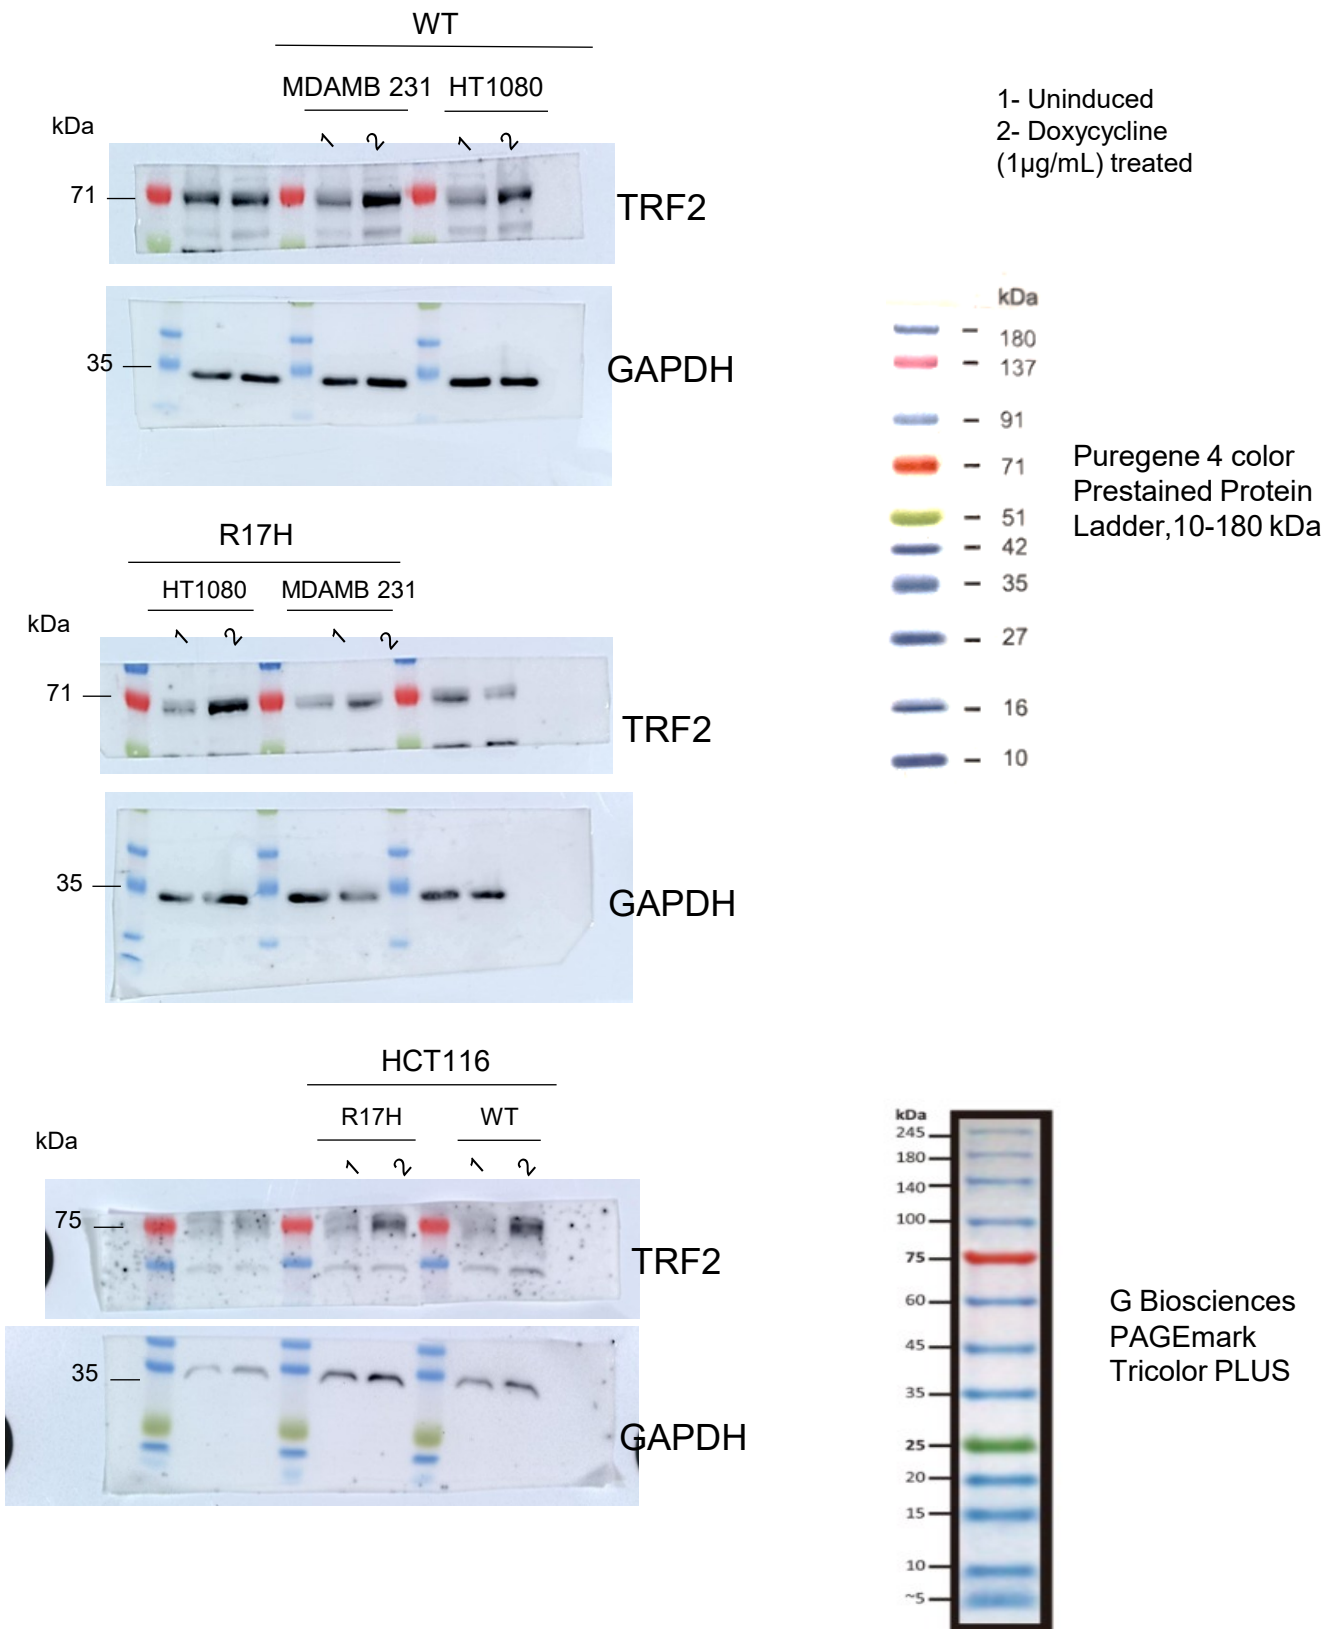 WT
MDAMB 231 HT1080
kDa
1 2 1 2
71
TRF2
35
GAPDH
1- Uninduced
2- Doxycycline
(1µg/mL) treated
kDa
180
137
91
71
51
42
35
27
16
10
Puregene 4 color
Prestained Protein
Ladder,10-180 kDa
R17H
HT1080 MDAMB 231
kDa
1 2 1 2
71
TRF2
35
GAPDH
HCT116
R17H WT
kDa
1 2 1 2
75
TRF2
35
GAPDH
kDa
245
180
140
100
75
60
45
35
25
20
15
10
~5
G Biosciences
PAGEmark
Tricolor PLUS